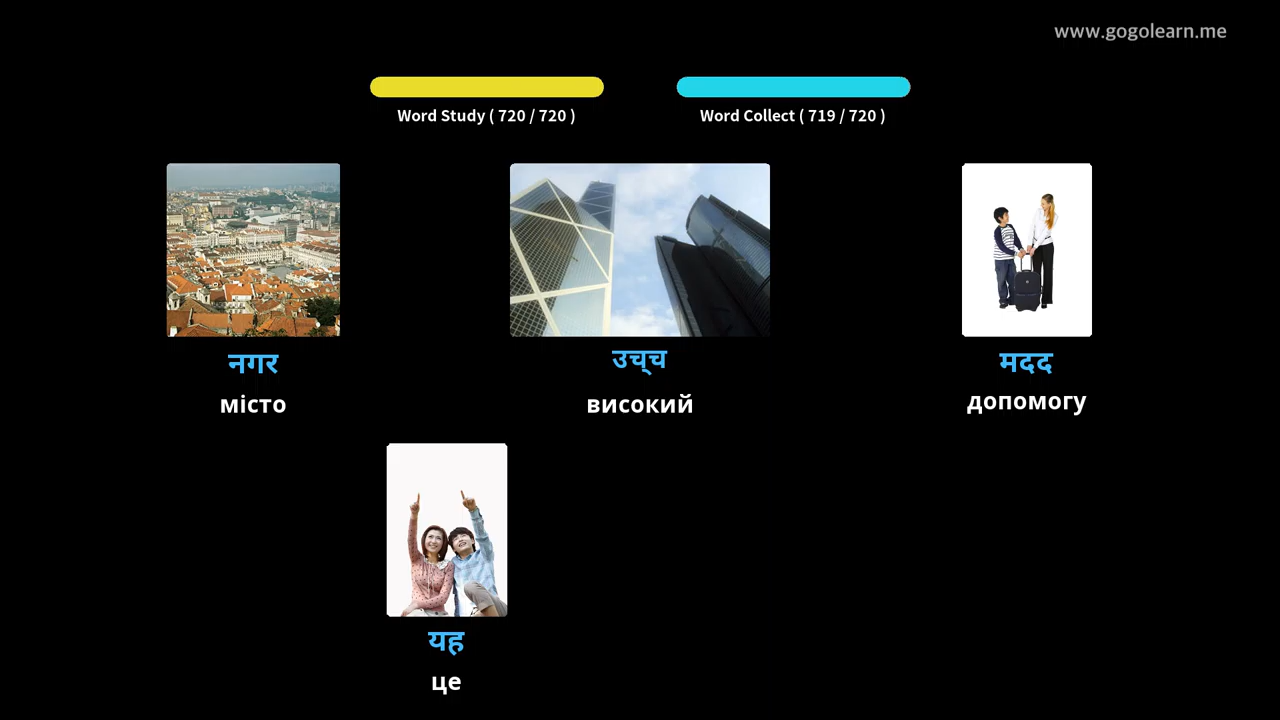 www.gogolearn.me
Word Study ( 720 / 720 )
Word Collect ( 719 / 720 )
नगर
місто
उच्च
високий
मदद
допомогу
यह
це